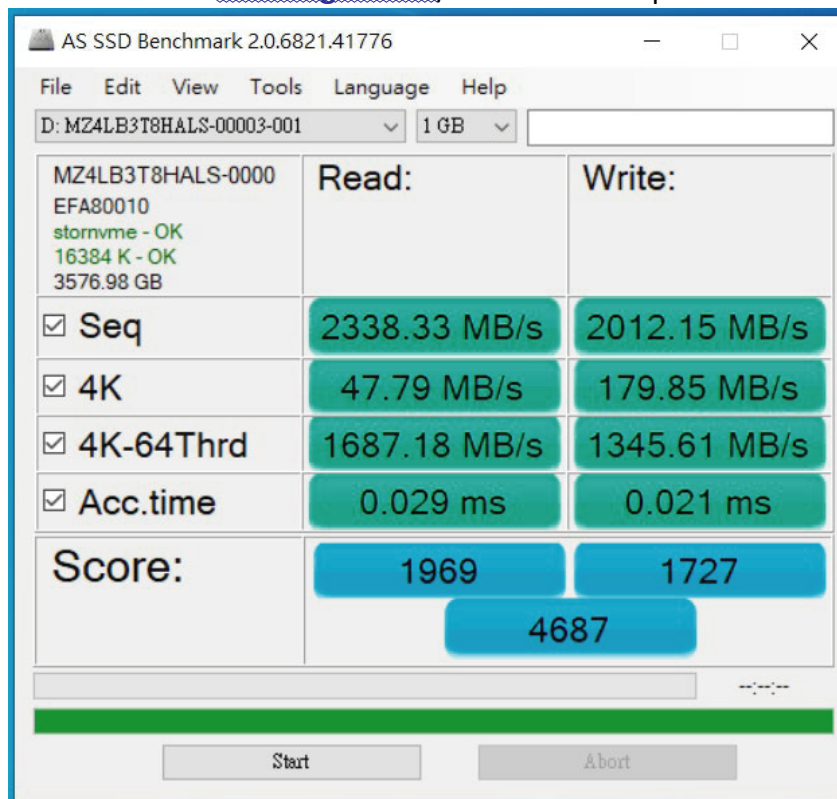 AS SSD Benchmark 2.0.6821.41776
File Edit View Tools Language Help
D: MZ4LB3T8HALS-00003-001 1 GB
MZ4LB3T8HALS-0000
EFA80010
stornvme - OK
16384 K - OK
3576.98 GB
Read: Write:
Seq 2338.33 MB/s 2012.15 MB/s
4K 47.79 MB/s 179.85 MB/s
4K-64Thrd 1687.18 MB/s 1345.61 MB/s
Acc.time 0.029 ms 0.021 ms
Score: 1969 1727
4687
--:--:--
Start Abort